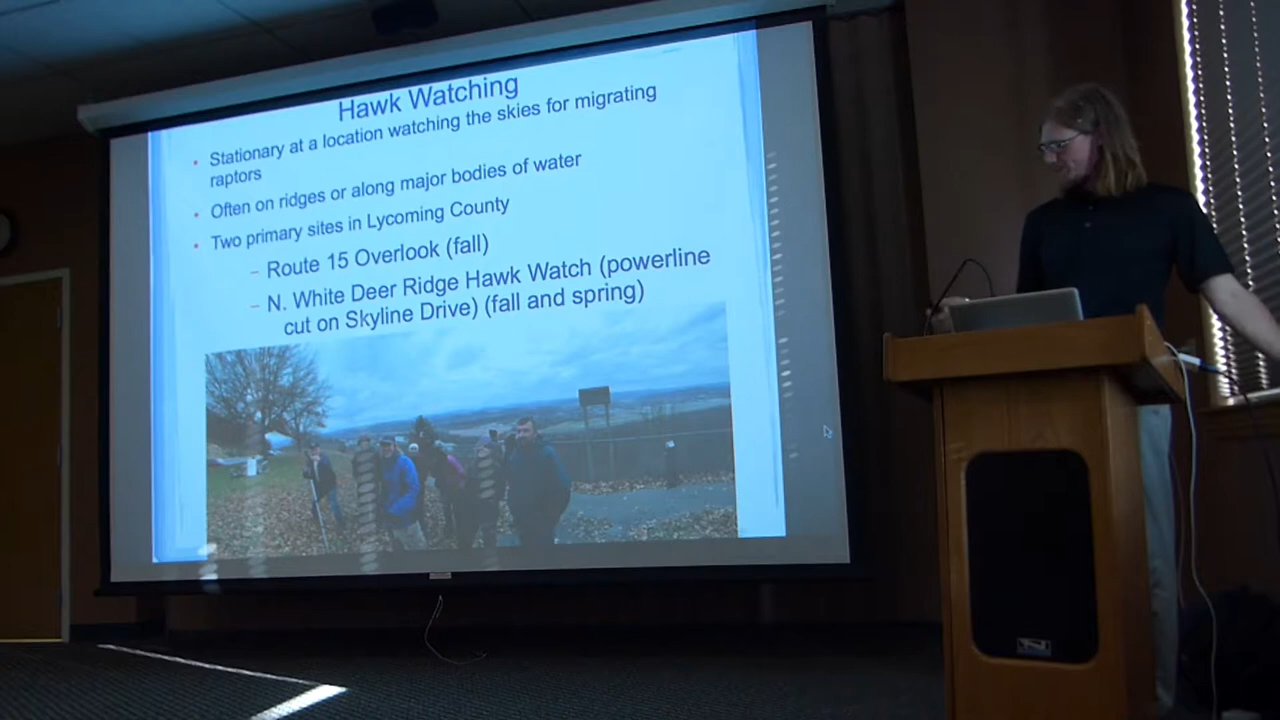 Hawk Watching
• Stationary at a location watching the skies for migrating
raptors
• Often on ridges or along major bodies of water
• Two primary sites in Lycoming County
– Route 15 Overlook (fall)
– N. White Deer Ridge Hawk Watch (powerline
cut on Skyline Drive) (fall and spring)